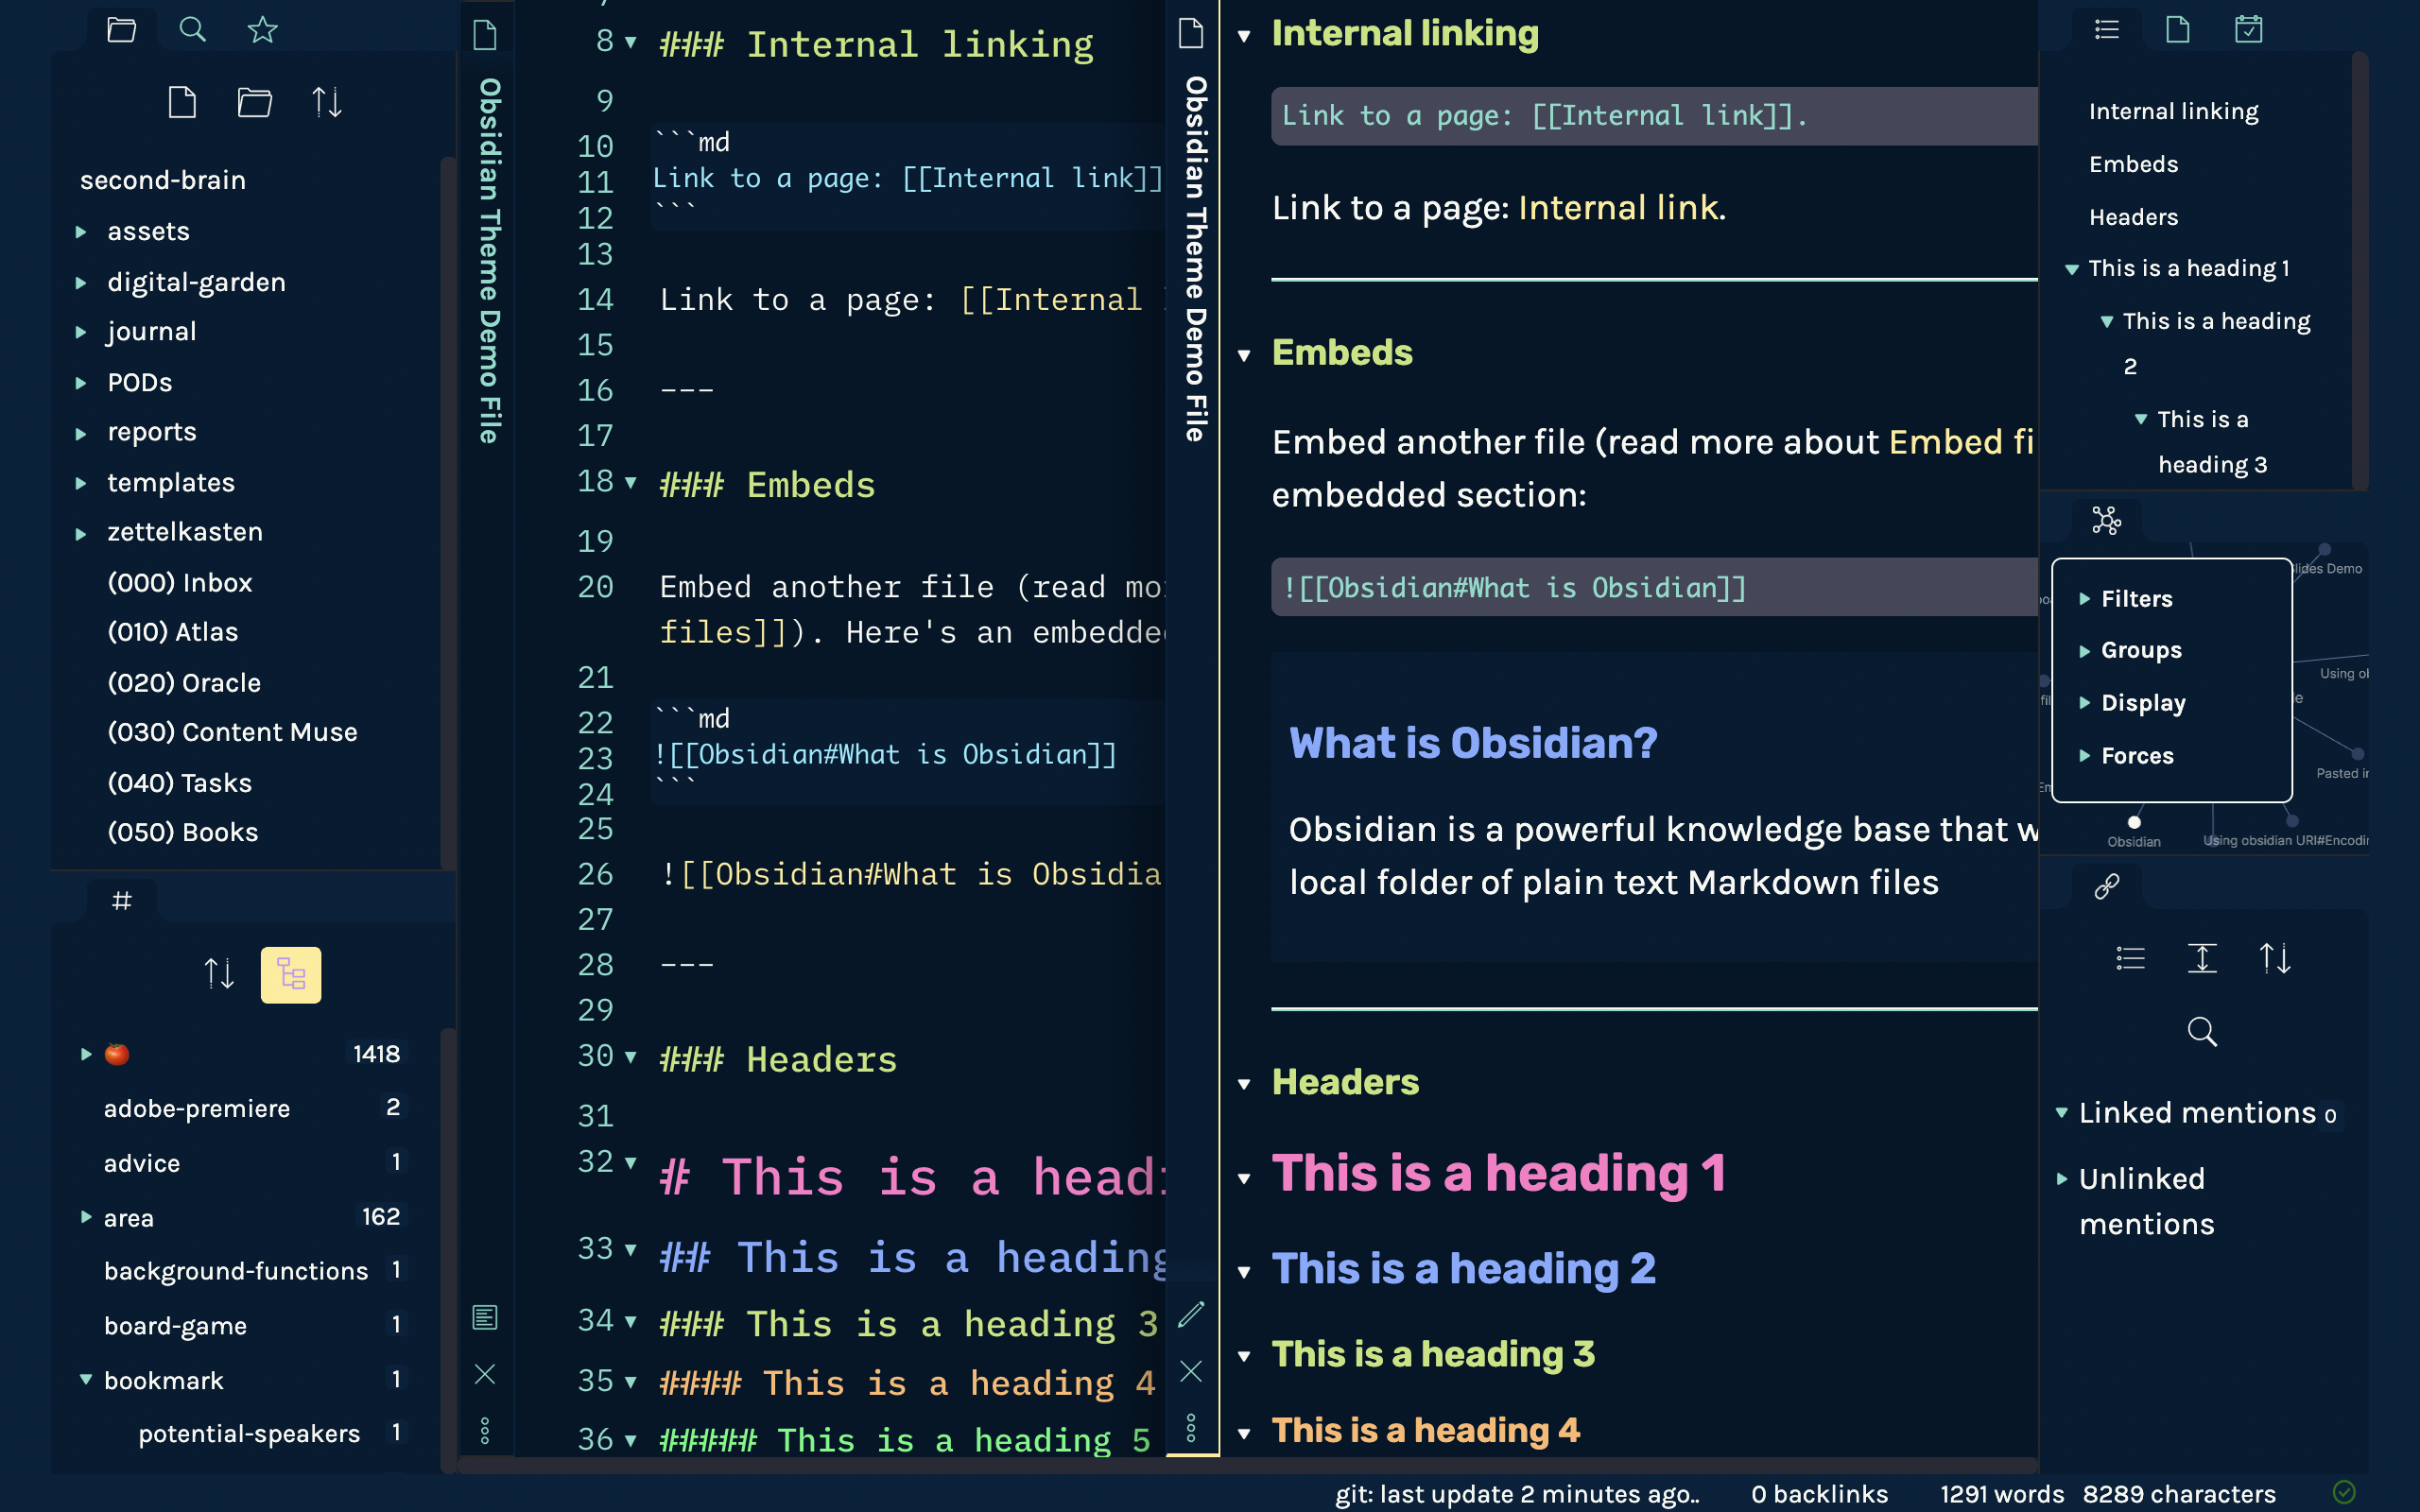 second-brain
assets
digital-garden
journal
PODs
reports
templates
zettelkasten
(000) Inbox
(010) Atlas
(020) Oracle
(030) Content Muse
(040) Tasks
(050) Books
#
🍅 1418
adobe-premiere 2
advice 1
area 162
background-functions 1
board-game 1
bookmark 1
potential-speakers 1
Obsidian Theme Demo File
8 ### Internal linking
9
10 ```md
11 Link to a page: [[Internal link]]
12 ```
13
14 Link to a page: [[Internal
15
16 ---
17
18 ### Embeds
19
20 Embed another file (read mo
files]]). Here's an embedde
21
22 ```md
23 ![[Obsidian#What is Obsidian]]
24 ```
25
26 ![[Obsidian#What is Obsidia
27
28 ---
29
30 ### Headers
31
32 # This is a headi
33 ## This is a heading
34 ### This is a heading 3
35 #### This is a heading 4
36 ##### This is a heading 5
Obsidian Theme Demo File
Internal linking
Link to a page: [[Internal link]].
Link to a page: Internal link.
Embeds
Embed another file (read more about Embed fi
embedded section:
![[Obsidian#What is Obsidian]]
What is Obsidian?
Obsidian is a powerful knowledge base that w
local folder of plain text Markdown files
Headers
This is a heading 1
This is a heading 2
This is a heading 3
This is a heading 4
Internal linking
Embeds
Headers
This is a heading 1
This is a heading
2
This is a
heading 3
Filters
Groups
Display
Forces
lides Demo
Using ob
Pasted in
Obsidian
Using obsidian URI#Encodin
Linked mentions 0
Unlinked
mentions
git: last update 2 minutes ago.. 0 backlinks 1291 words 8289 characters